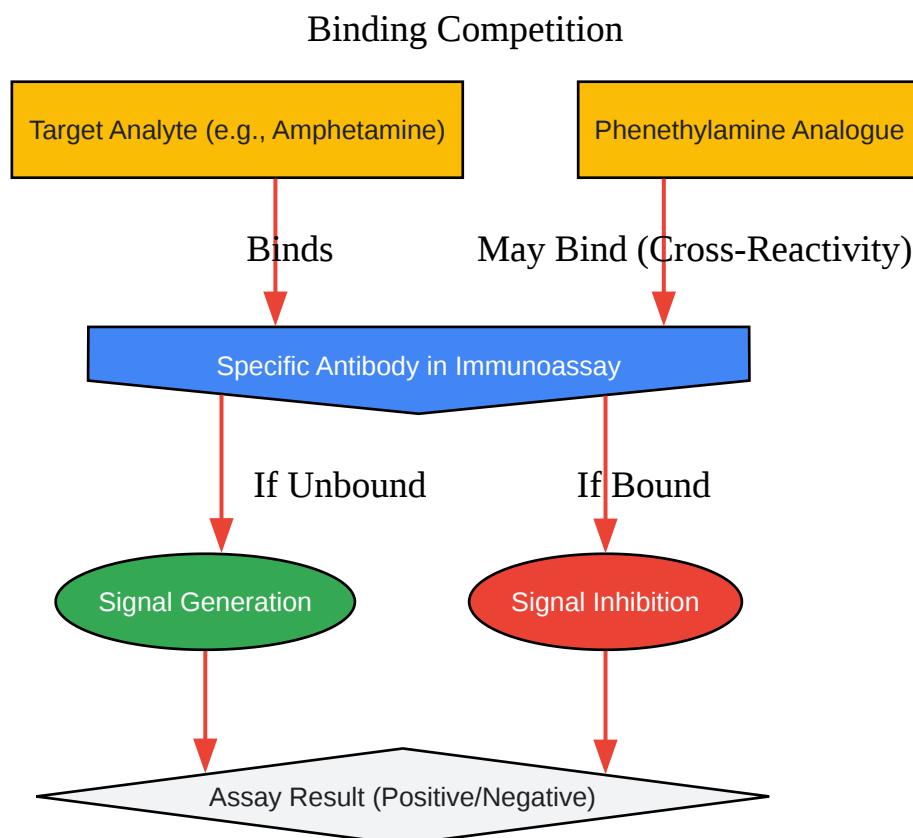 Binding Competition
Target Analyte (e.g., Amphetamine)
Phenethylamine Analogue
Binds
May Bind (Cross-Reactivity)
Specific Antibody in Immunoassay
If Unbound
If Bound
Signal Generation
Signal Inhibition
Assay Result (Positive/Negative)